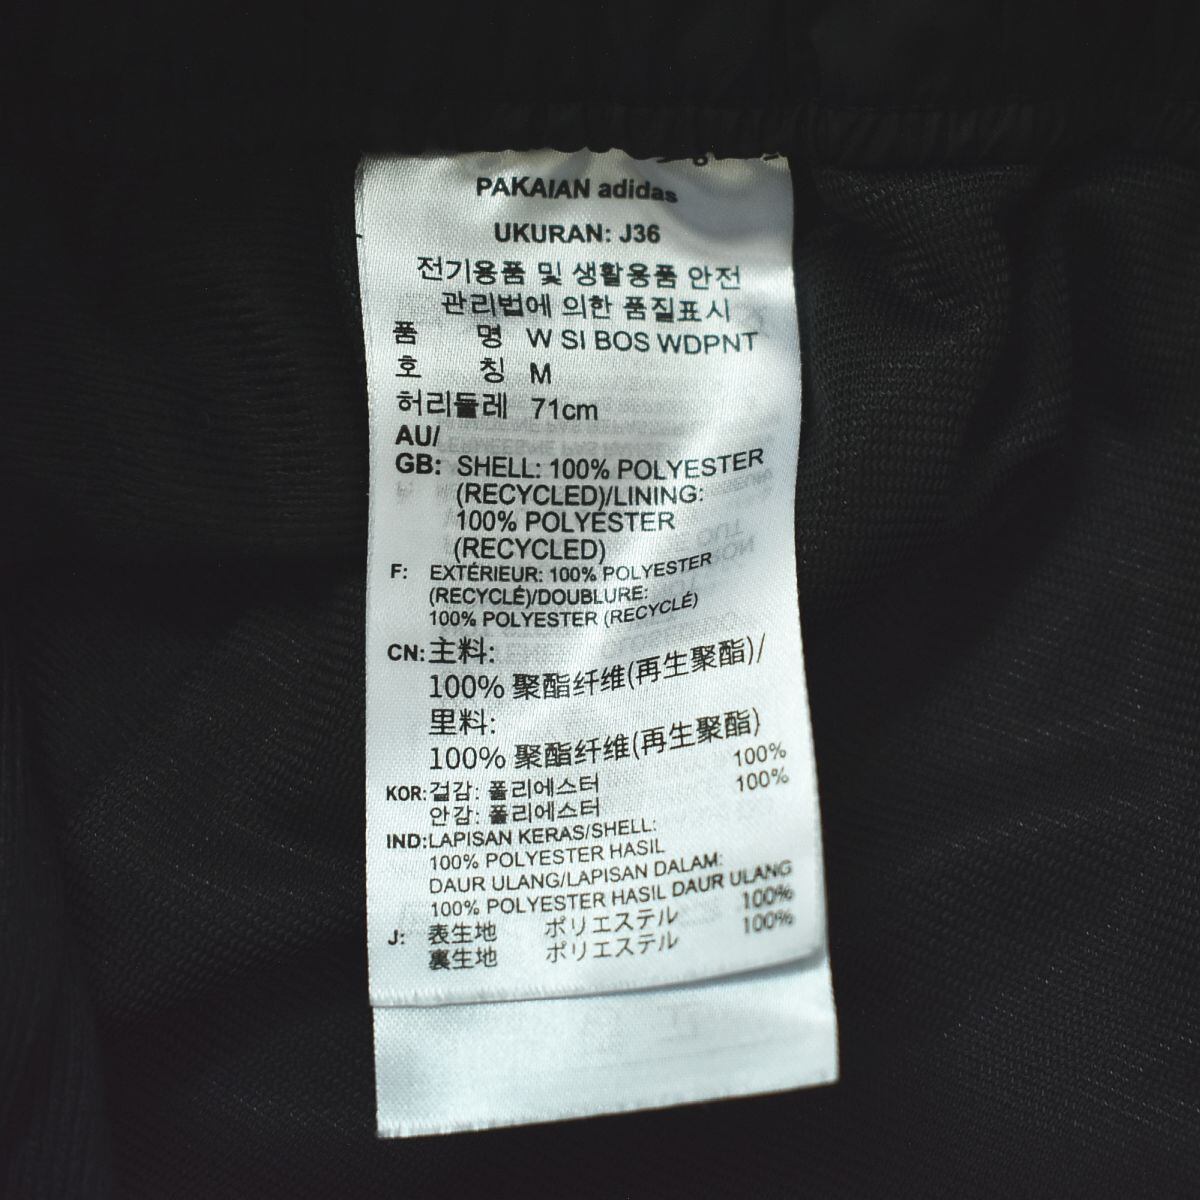 PAKAIAN adidas
UKURAN: J36
전기용품 및 생활용품 안전
관리법에 의한 품질표시
품 명 W SI BOS WDPNT
호 칭 M
허리둘레 71cm
AU/
GB: SHELL: 100% POLYESTER
(RECYCLED)/LINING:
100% POLYESTER
(RECYCLED)
F: EXTÉRIEUR: 100% POLYESTER
(RECYCLÉ)/DOUBLURE:
100% POLYESTER (RECYCLÉ)
CN: 主料:
100% 聚酯纤维(再生聚酯)/
里料:
100% 聚酯纤维(再生聚酯)
KOR: 겉감: 폴리에스터 100%
안감: 폴리에스터 100%
IND: LAPISAN KERAS/SHELL:
100% POLYESTER HASIL
DAUR ULANG/LAPISAN DALAM:
100% POLYESTER HASIL DAUR ULANG
J: 表生地 ポリエステル 100%
裏生地 ポリエステル 100%